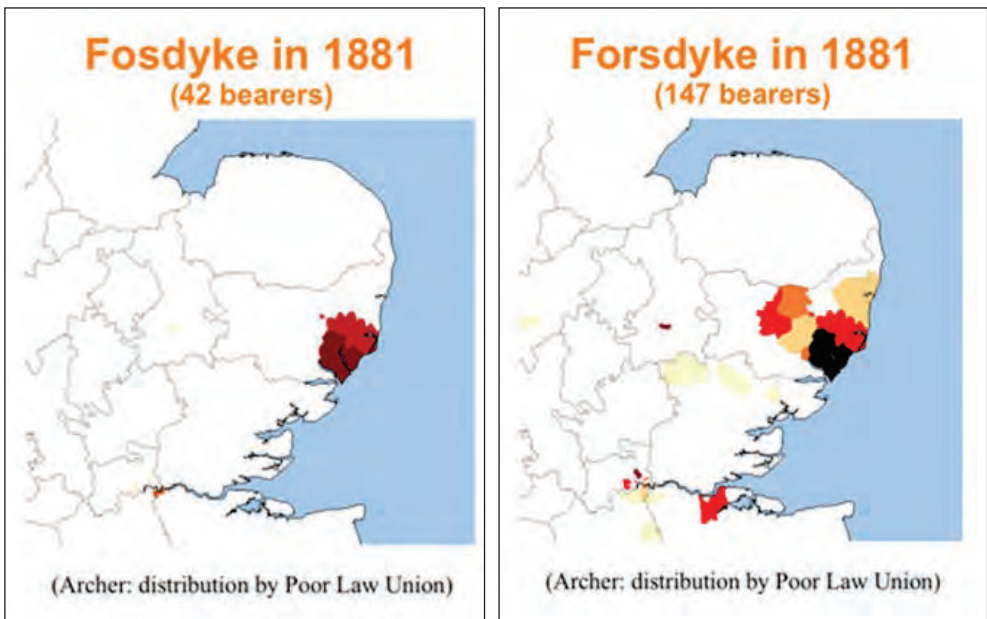 Fosdyke in 1881
(42 bearers)
(Archer: distribution by Poor Law Union)
Forsdyke in 1881
(147 bearers)
(Archer: distribution by Poor Law Union)